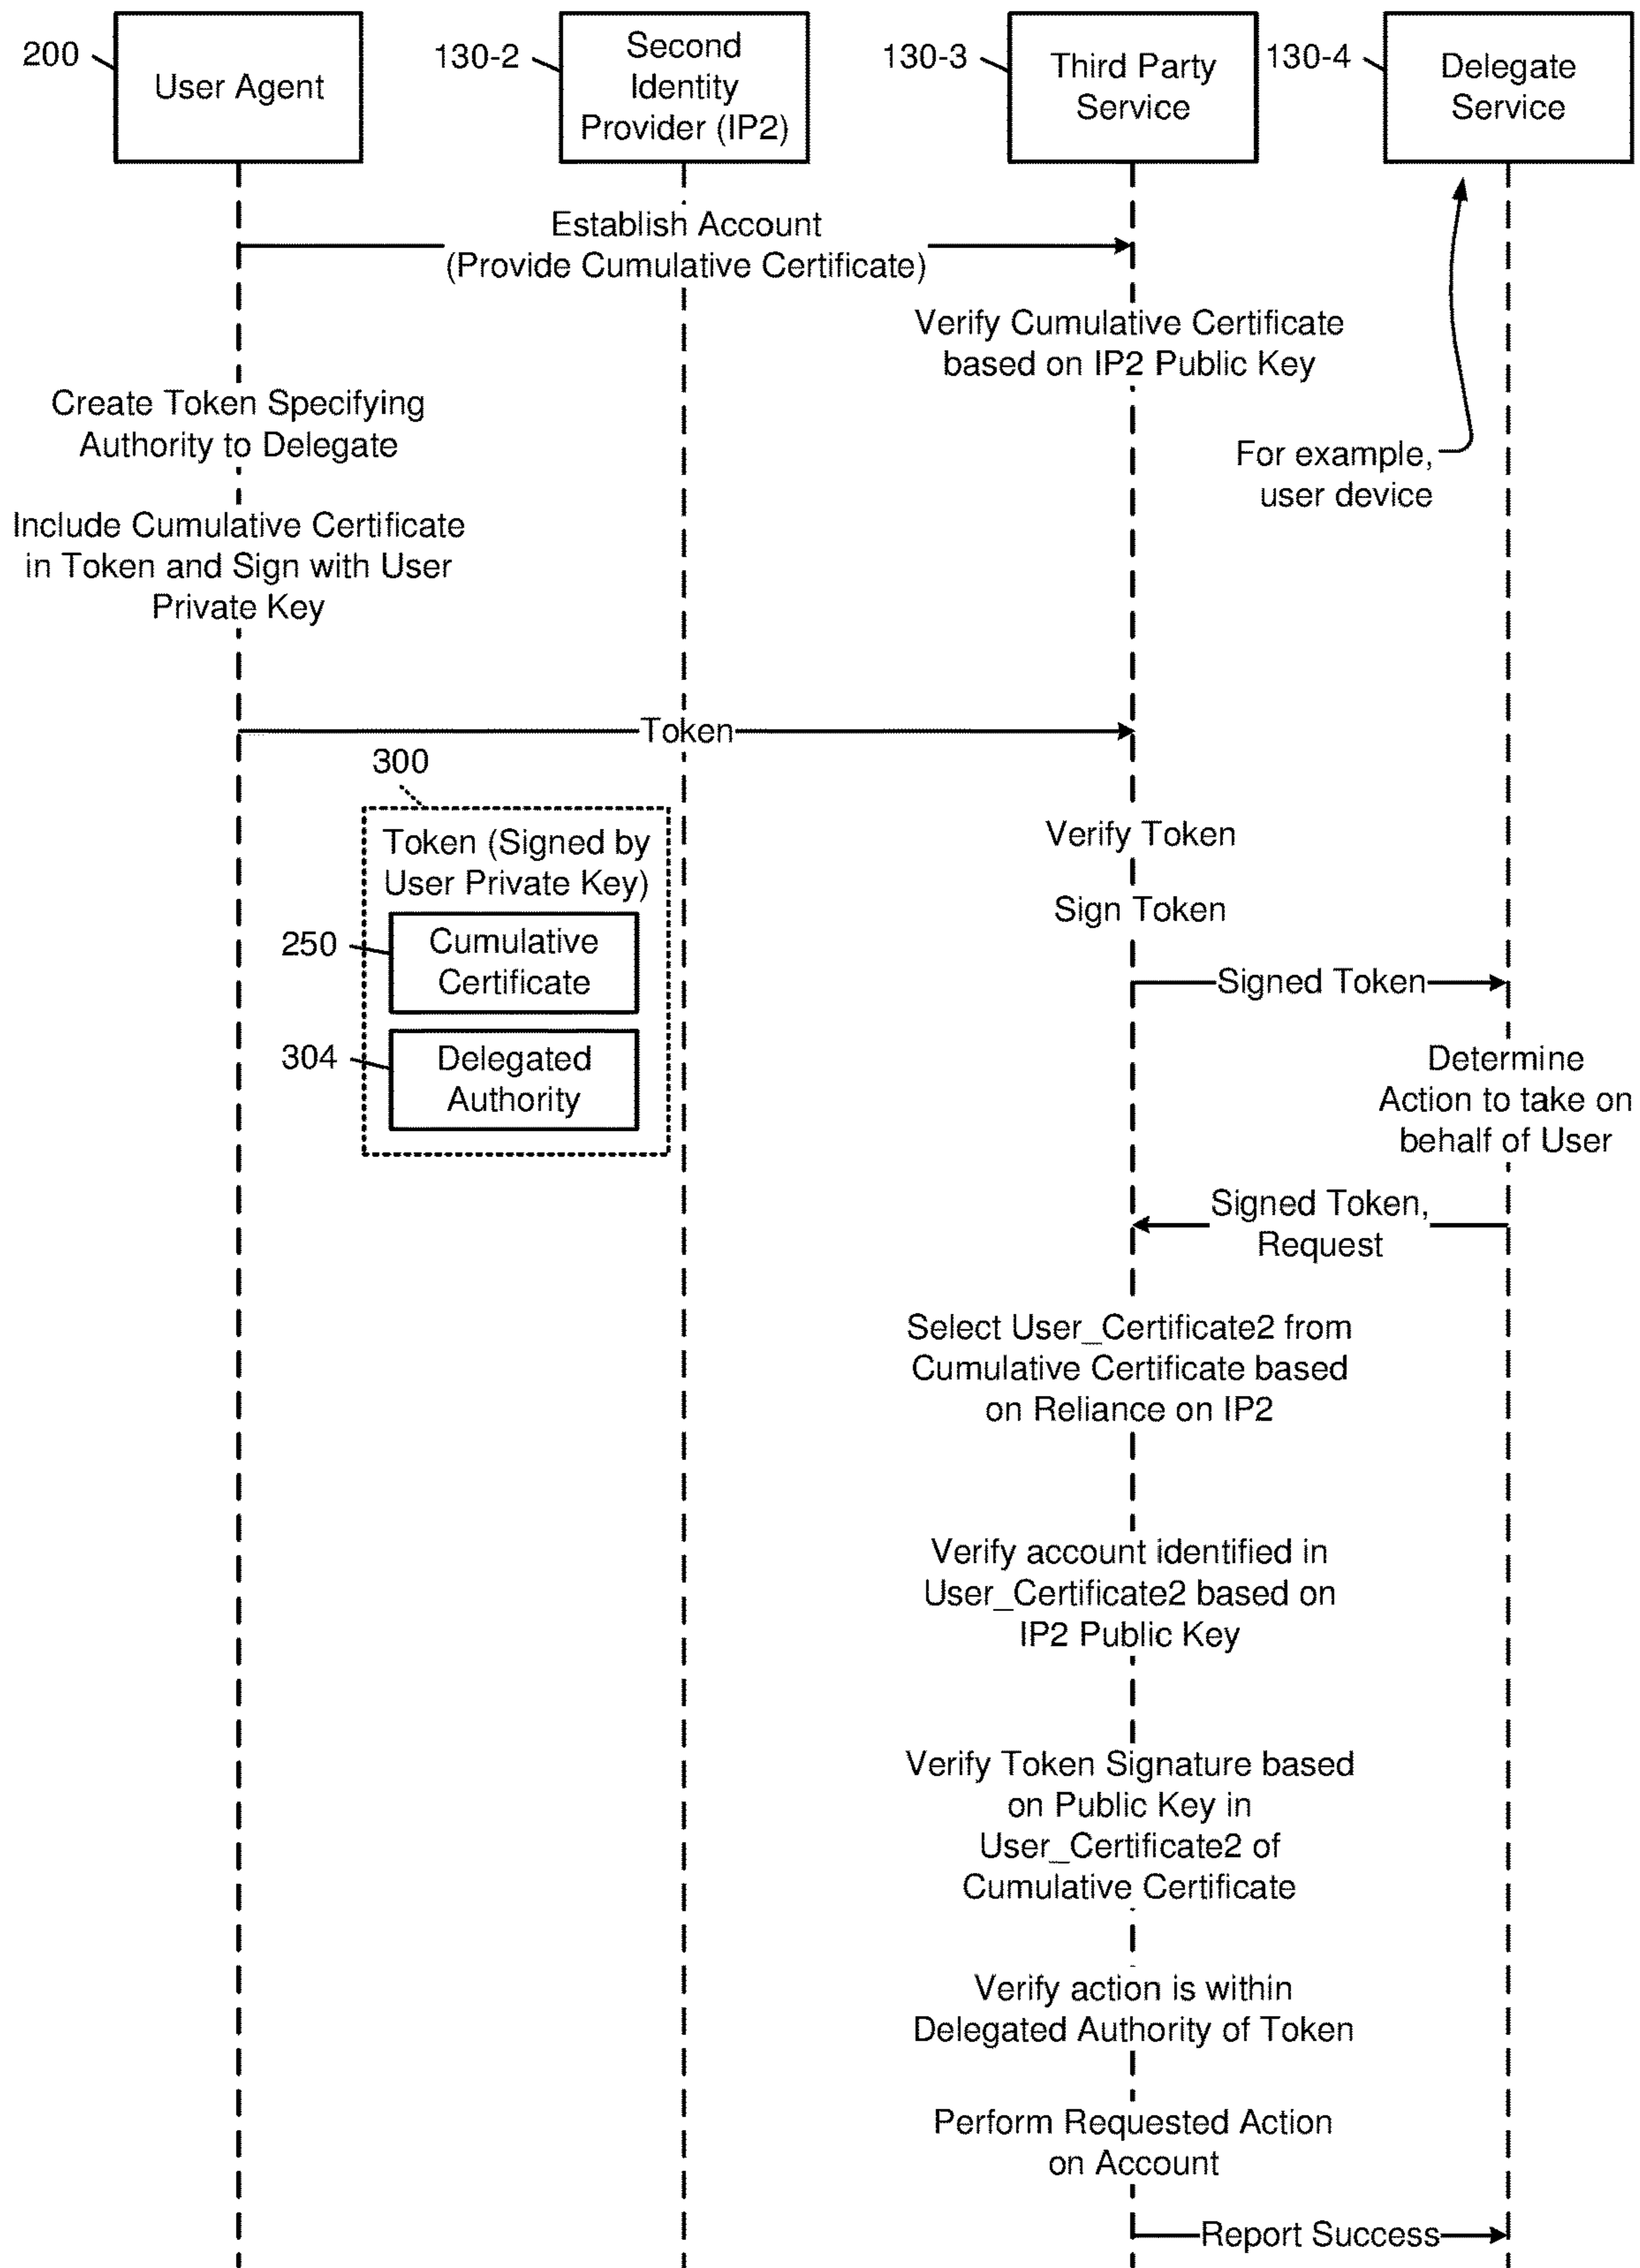 200
User Agent
130-2
Second
Identity
Provider (IP2)
130-3
Third Party
Service
130-4
Delegate
Service
Establish Account
(Provide Cumulative Certificate)
Verify Cumulative Certificate
based on IP2 Public Key
Create Token Specifying
Authority to Delegate
For example,
user device
Include Cumulative Certificate
in Token and Sign with User
Private Key
Token
300
Token (Signed by
User Private Key)
250
Cumulative
Certificate
304
Delegated
Authority
Verify Token
Sign Token
Signed Token
Determine
Action to take on
behalf of User
Signed Token,
Request
Select User_Certificate2 from
Cumulative Certificate based
on Reliance on IP2
Verify account identified in
User_Certificate2 based on
IP2 Public Key
Verify Token Signature based
on Public Key in
User_Certificate2 of
Cumulative Certificate
Verify action is within
Delegated Authority of Token
Perform Requested Action
on Account
Report Success